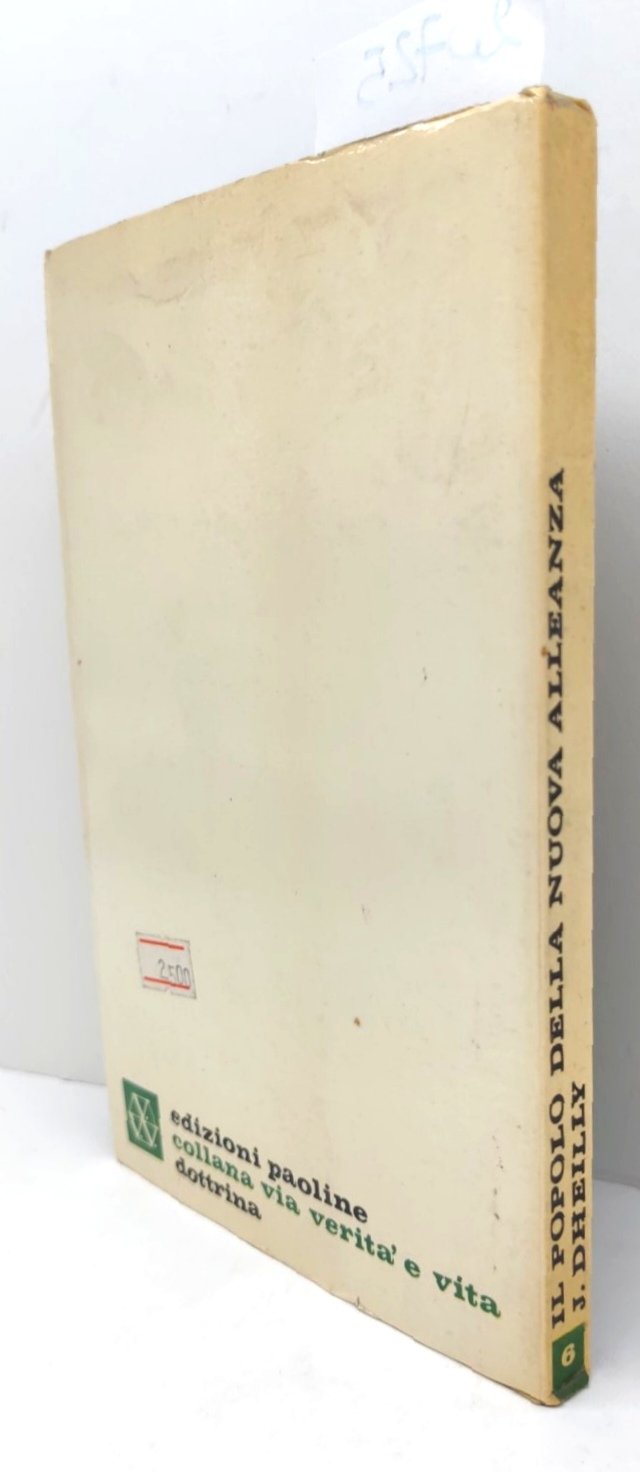 2500
edizioni paoline
collana via verita' e vita
dottrina
IL POPOLO DELLA NUOVA ALLEANZA
J. DHEILLY
6